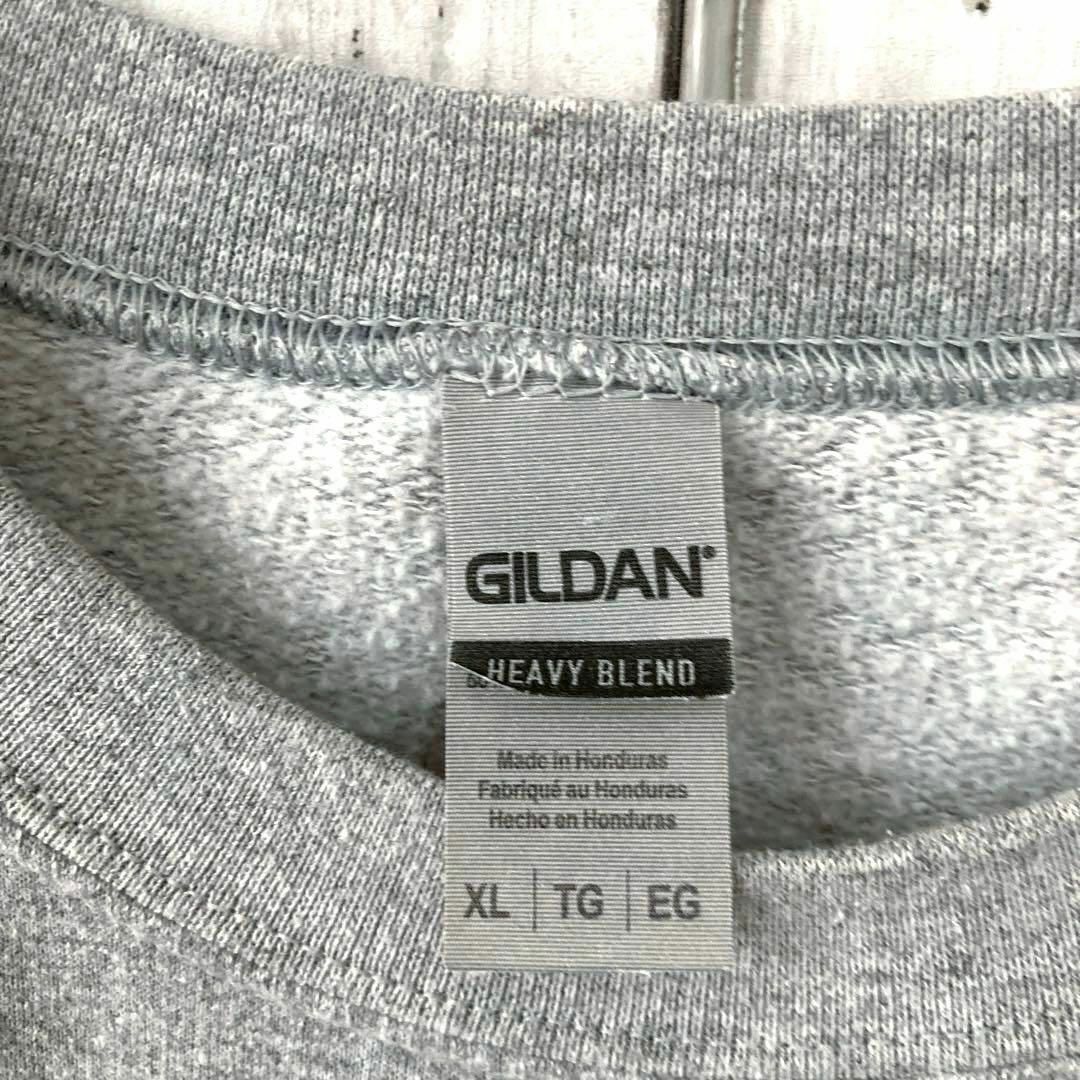 GILDAN®
HEAVY BLEND
Made in Honduras
Fabriqué au Honduras
Hecho en Honduras
XL | TG | EG